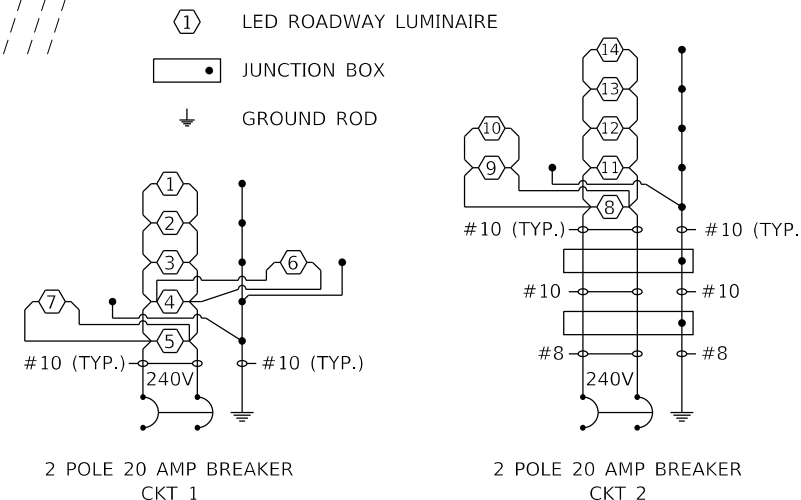 1 LED ROADWAY LUMINAIRE
JUNCTION BOX
GROUND ROD
1
2
3
6
7
4
5
#10 (TYP.) #10 (TYP.)
240V
2 POLE 20 AMP BREAKER
CKT 1
14
13
10 12
9 11
8
#10 (TYP.) #10 (TYP.
#10 #10
#8 #8
240V
2 POLE 20 AMP BREAKER
CKT 2